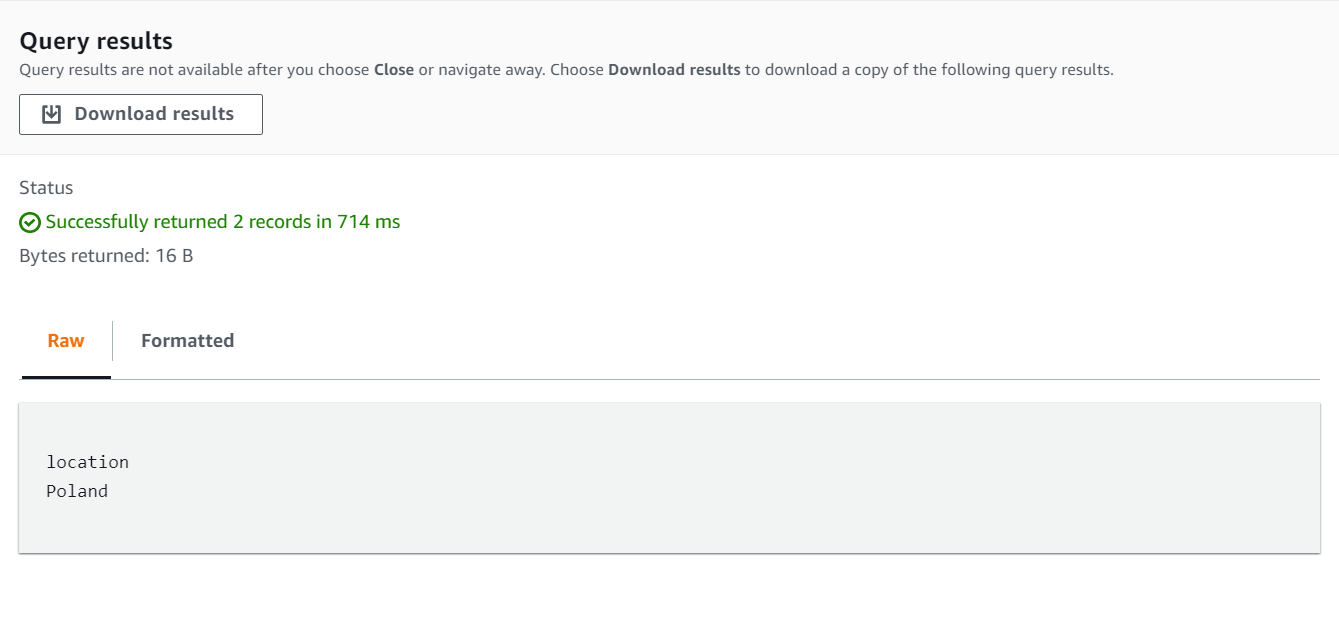 Query results
Query results are not available after you choose Close or navigate away. Choose Download results to download a copy of the following query results.
Download results
Status
Successfully returned 2 records in 714 ms
Bytes returned: 16 B
Raw
Formatted
location
Poland